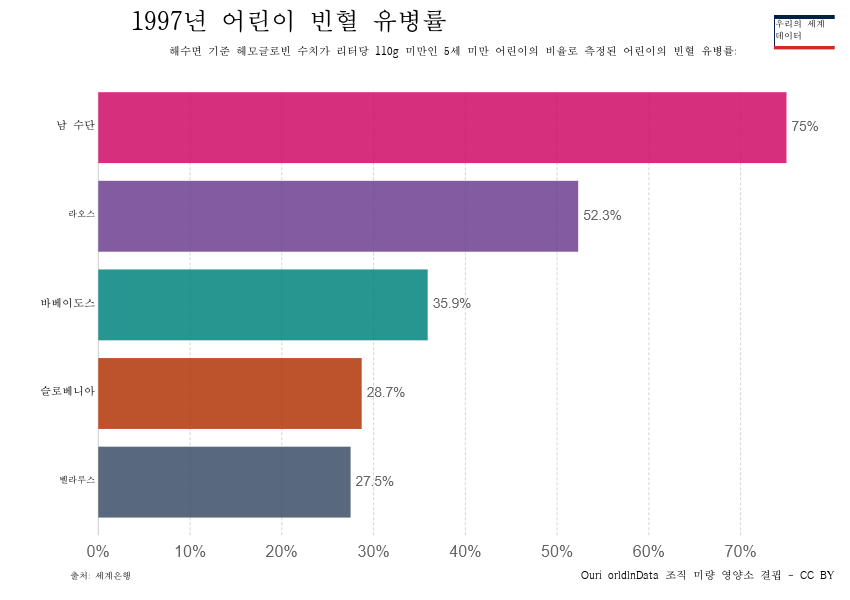 1997년 어린이 빈혈 유병률
우리의 세계
데이터
해수면 기준 헤모글로빈 수치가 리터당 110g 미만인 5세 미만 어린이의 비율로 측정된 어린이의 빈혈 유병률:
남 수단
75%
라오스
52.3%
바베이도스
35.9%
슬로베니아
28.7%
벨라루스
27.5%
0% 10% 20% 30% 40% 50% 60% 70%
출처: 세계은행
Ouri orldInData 조직 미량 영양소 결핍 - CC BY